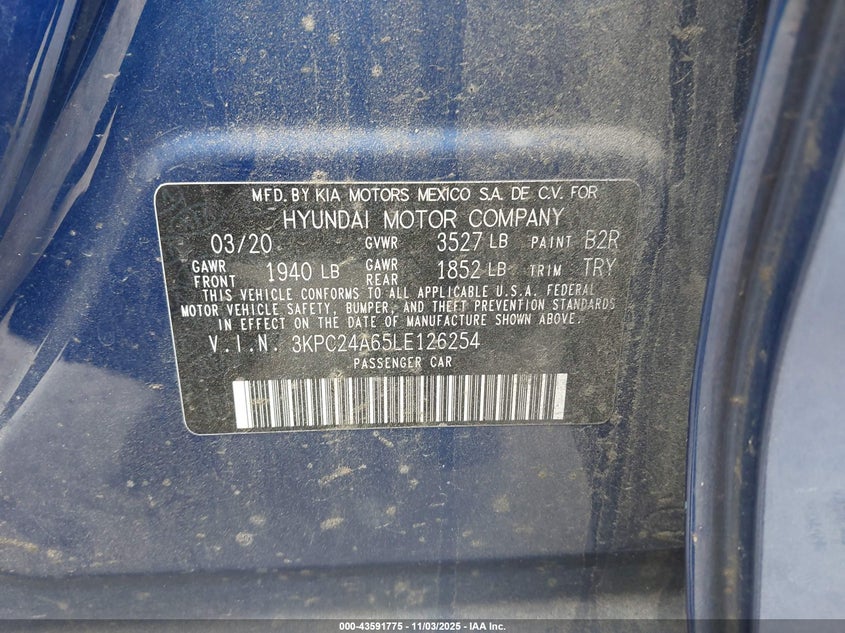 MFD. BY KIA MOTORS MEXICO S.A. DE C.V. FOR
HYUNDAI MOTOR COMPANY
03/20 GVWR 3527 LB PAINT B2R
GAWR FRONT 1940 LB GAWR REAR 1852 LB TRIM TRY
THIS VEHICLE CONFORMS TO ALL APPLICABLE U.S.A. FEDERAL
MOTOR VEHICLE SAFETY, BUMPER, AND THEFT PREVENTION STANDARDS
IN EFFECT ON THE DATE OF MANUFACTURE SHOWN ABOVE.
V.I.N. 3KPC24A65LE126254
PASSENGER CAR
000-43591775 - 11/03/2025 - IAA Inc.